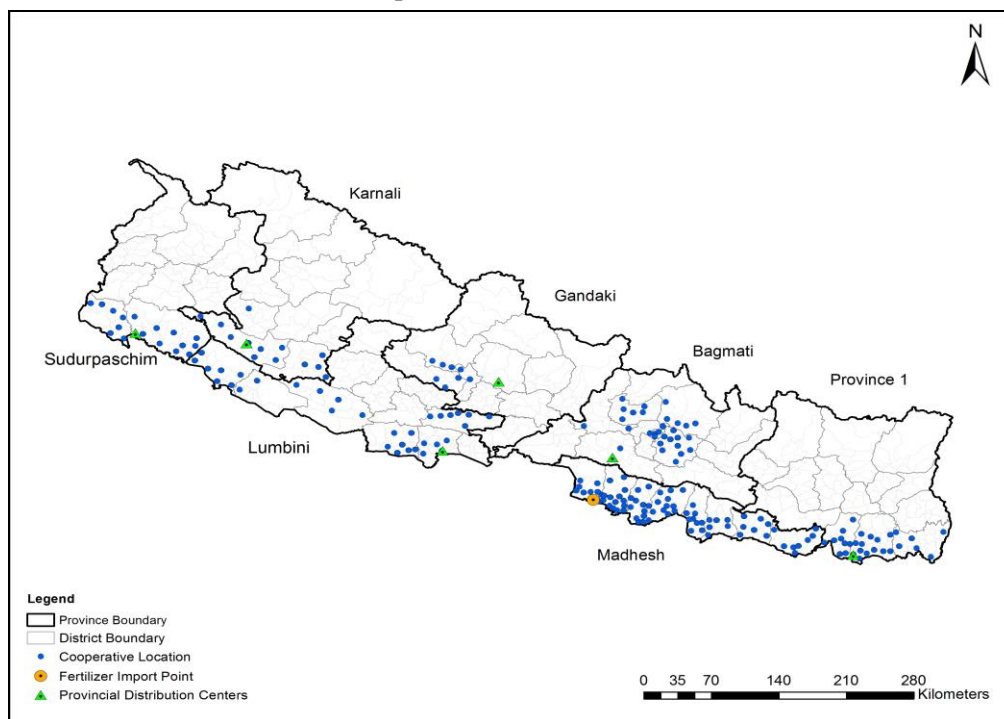 N
Karnali
Gandaki
Bagmati
Province 1
Sudurpaschim
Lumbini
Madhesh
Legend
Province Boundary
District Boundary
Cooperative Location
Fertilizer Import Point
Provincial Distribution Centers
0 35 70 140 210 280
Kilometers